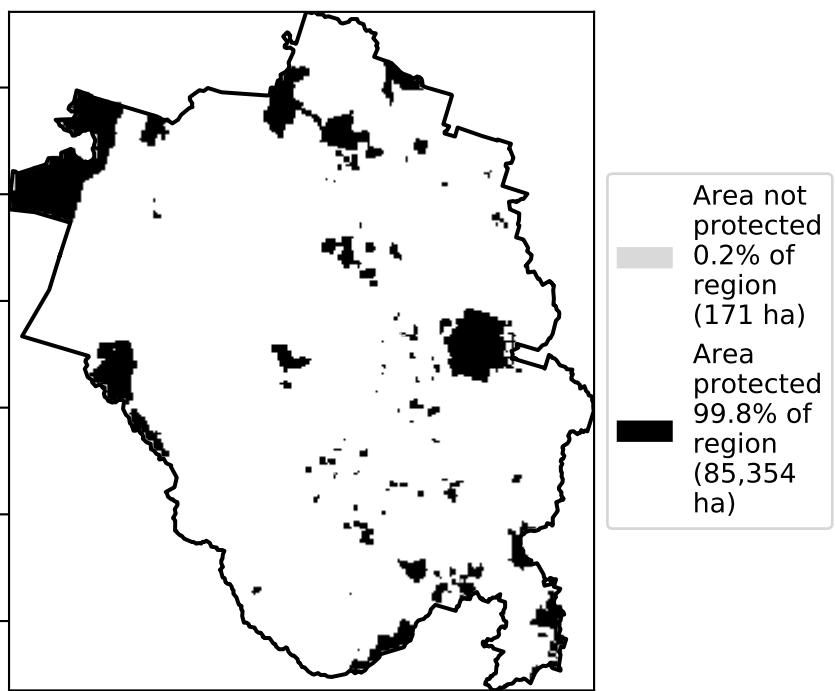 Area not
protected
0.2% of
region
(171 ha)
Area
protected
99.8% of
region
(85,354
ha)